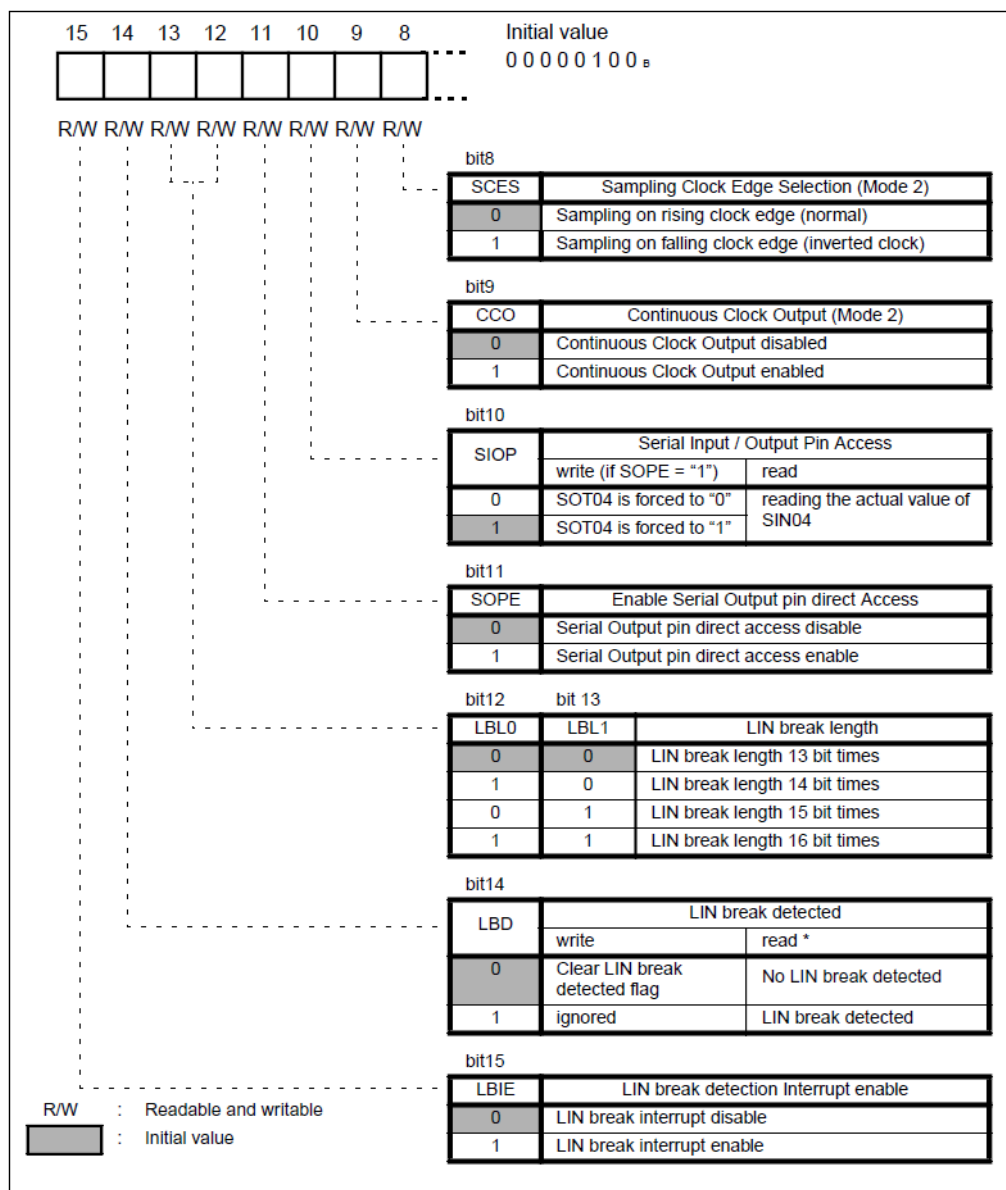 15 14 13 12 11 10 9 8 Initial value
0 0 0 0 0 1 0 0 B
R/W R/W R/W R/W R/W R/W R/W R/W
bit8
SCES Sampling Clock Edge Selection (Mode 2)
0 Sampling on rising clock edge (normal)
1 Sampling on falling clock edge (inverted clock)
bit9
CCO Continuous Clock Output (Mode 2)
0 Continuous Clock Output disabled
1 Continuous Clock Output enabled
bit10
SIOP Serial Input / Output Pin Access
write (if SOPE = “1”) read
0 SOT04 is forced to “0” reading the actual value of
SIN04
1 SOT04 is forced to “1”
bit11
SOPE Enable Serial Output pin direct Access
0 Serial Output pin direct access disable
1 Serial Output pin direct access enable
bit12 bit 13
LBL0 LBL1 LIN break length
0 0 LIN break length 13 bit times
1 0 LIN break length 14 bit times
0 1 LIN break length 15 bit times
1 1 LIN break length 16 bit times
bit14
LBD LIN break detected
write read *
0 Clear LIN break
detected flag No LIN break detected
1 ignored LIN break detected
bit15
LBIE LIN break detection Interrupt enable
0 LIN break interrupt disable
1 LIN break interrupt enable
R/W : Readable and writable
: Initial value